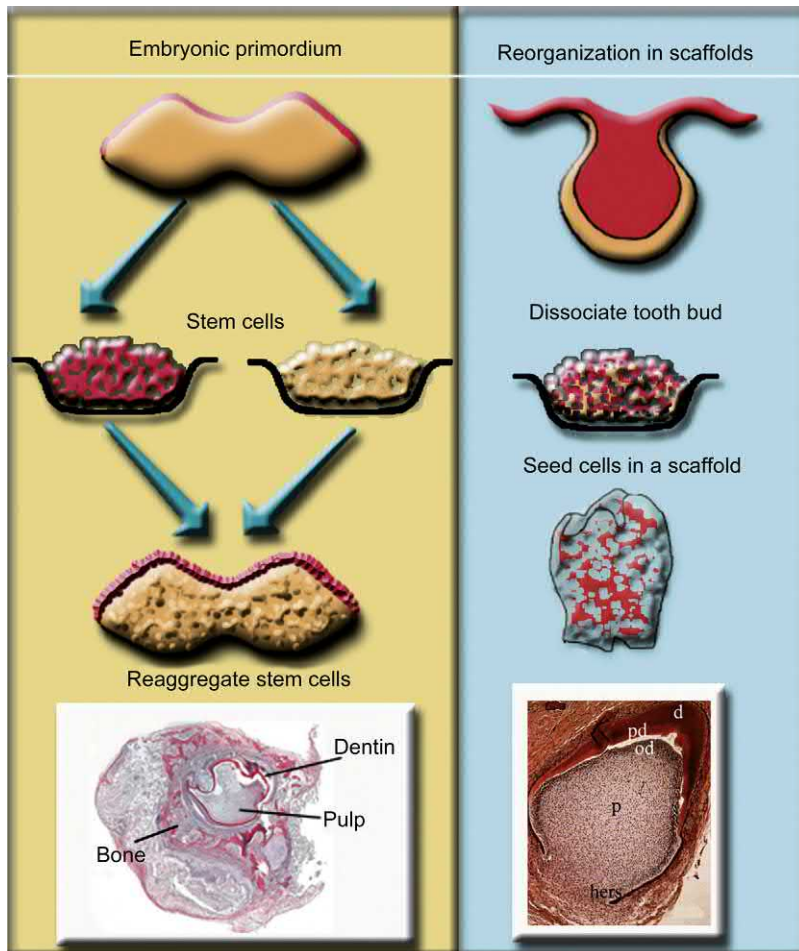 Embryonic primordium
Stem cells
Reaggregate stem cells
Dentin
Pulp
Bone
Reorganization in scaffolds
Dissociate tooth bud
Seed cells in a scaffold
d
pd
od
p
hers